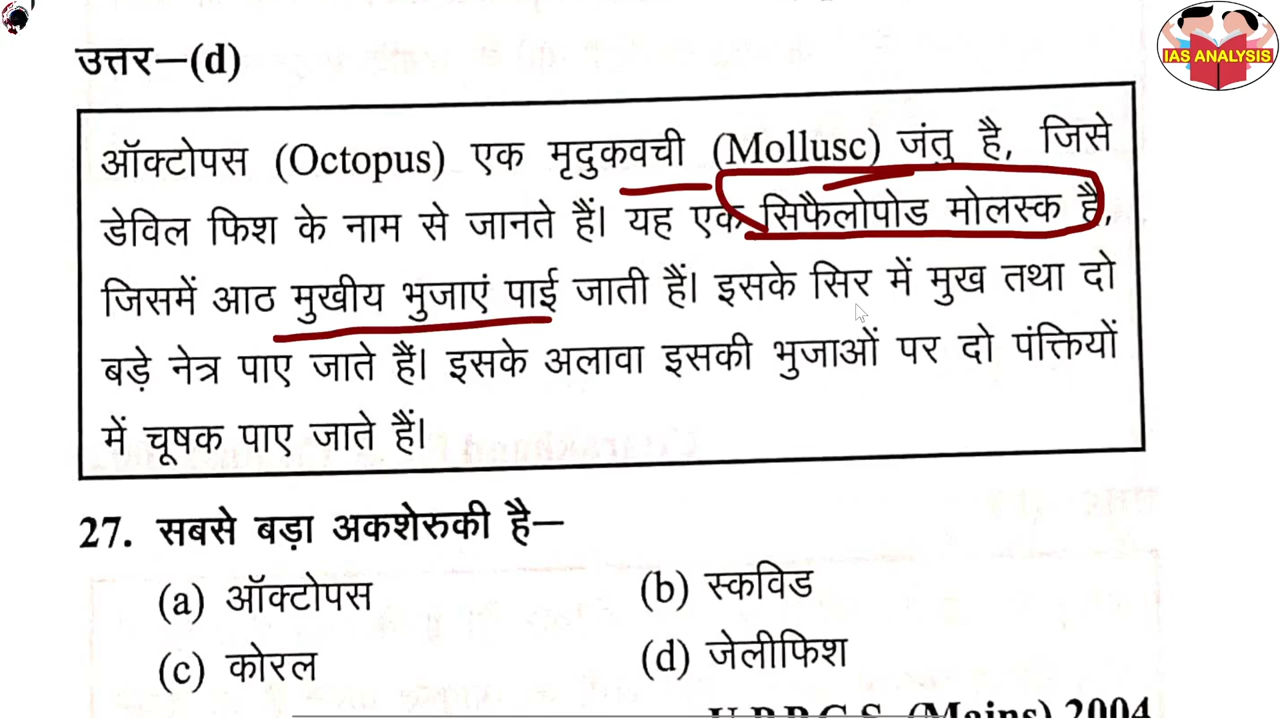 IAS ANALYSIS
उत्तर—(d)
ऑक्टोपस (Octopus) एक मृदुकवची (Mollusc) जंतु है, जिसे
डेविल फिश के नाम से जानते हैं। यह एक सिफैलोपोड मोलस्क है,
जिसमें आठ मुखीय भुजाएं पाई जाती हैं। इसके सिर में मुख तथा दो
बड़े नेत्र पाए जाते हैं। इसके अलावा इसकी भुजाओं पर दो पंक्तियों
में चूषक पाए जाते हैं।
27. सबसे बड़ा अकशेरुकी है—
(a) ऑक्टोपस (b) स्कविड
(c) कोरल (d) जेलीफिश
(Mains) 2004